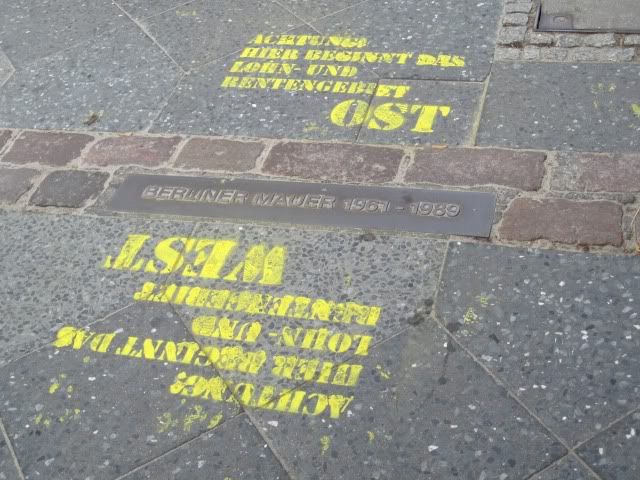 ACHTUNG:
HIER BEGINNT DAS
LOHN- UND
RENTENGEBIET
OST
BERLINER MAUER 1961 - 1989
ACHTUNG:
HIER BEGINNT DAS
LOHN- UND
RENTENGEBIET
WEST